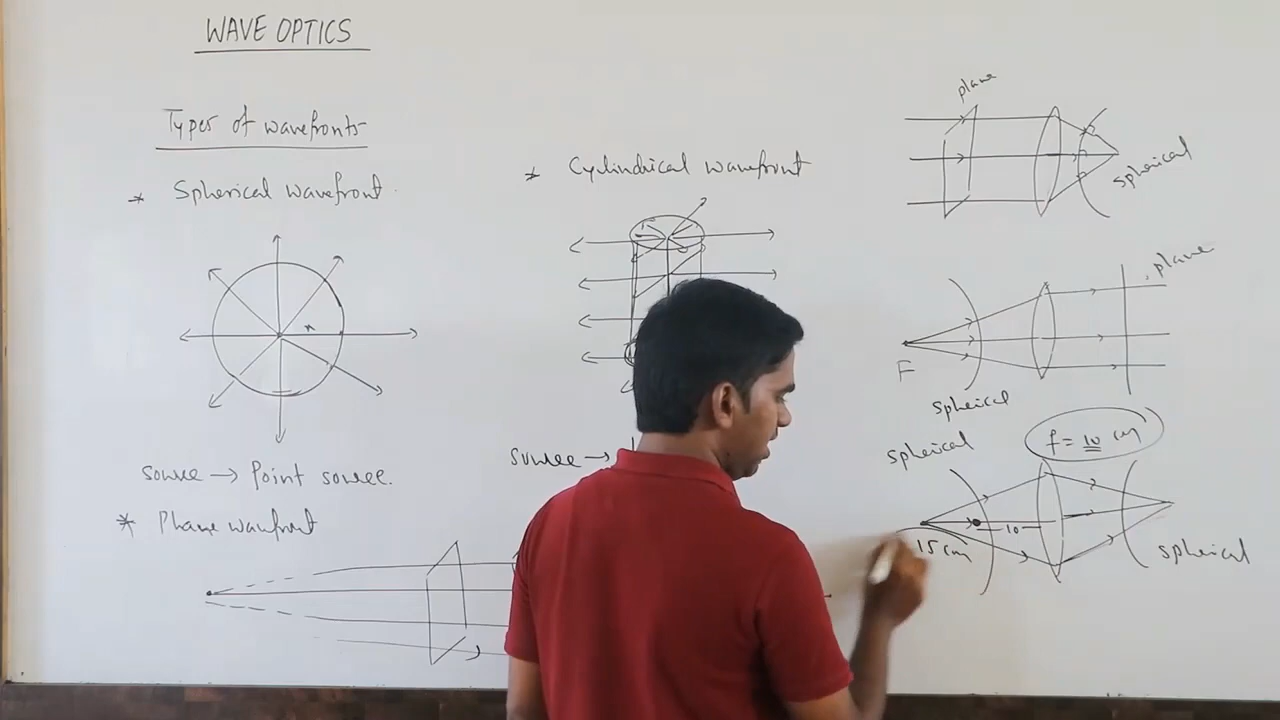 WAVE OPTICS
Types of wavefronts
* Spherical wavefront
source → Point source.
* Plane wavefront
* Cylindrical wavefront
source →
plane
spherical
plane
F
spherical
f = 10 cm
spherical
10
15 cm
spherical